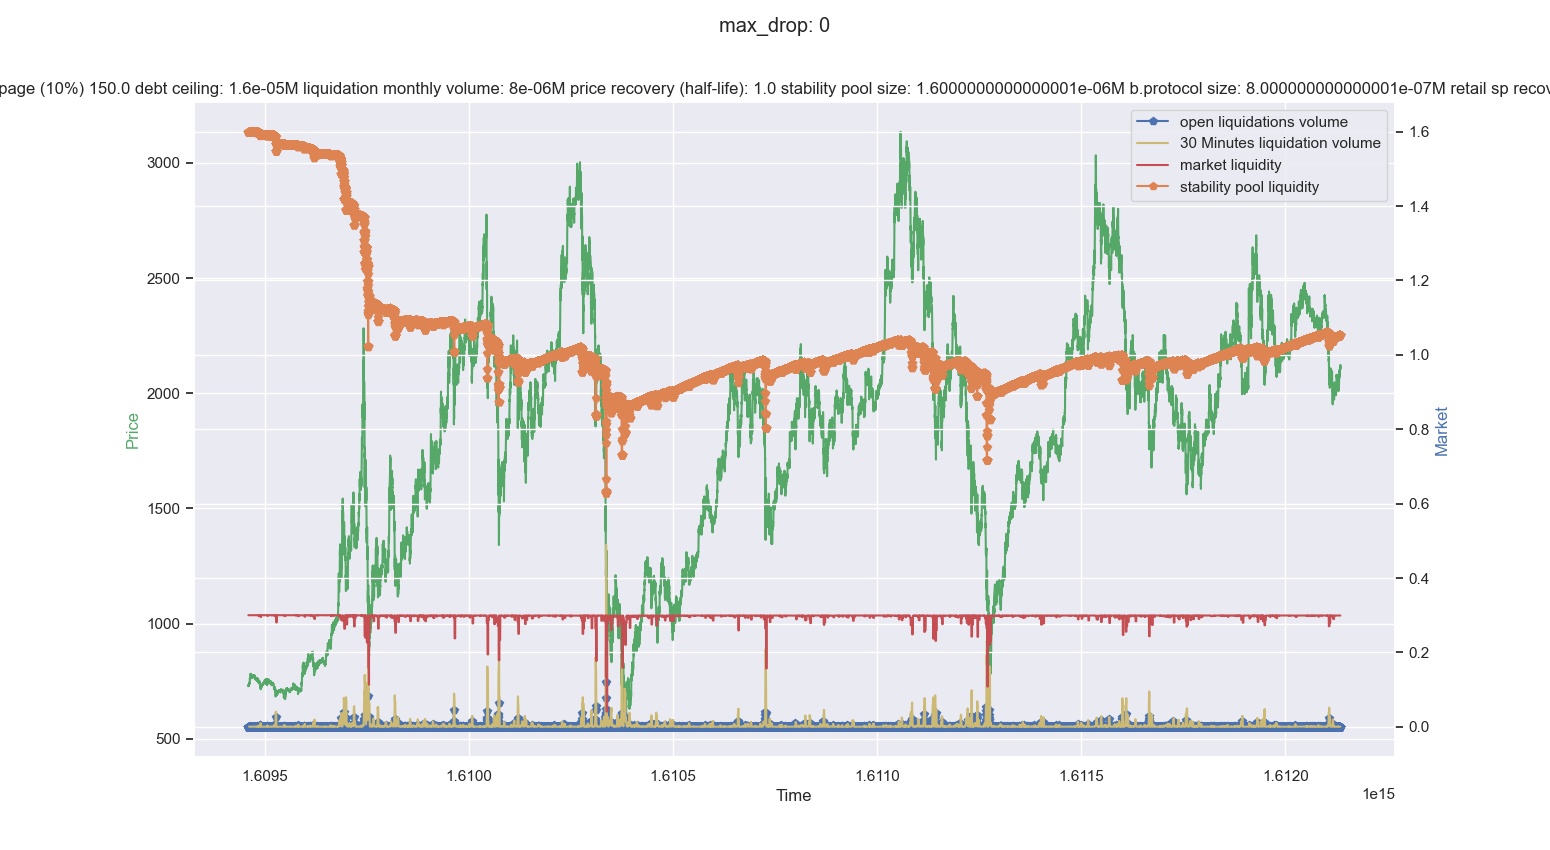 max_drop: 0
page (10%) 150.0 debt ceiling: 1.6e-05M liquidation monthly volume: 8e-06M price recovery (half-life): 1.0 stability pool size: 1.6000000000000001e-06M b.protocol size: 8.000000000000001e-07M retail sp recov
open liquidations volume
30 Minutes liquidation volume
market liquidity
stability pool liquidity
3000
2500
2000
1500
1000
500
Price
1.6
1.4
1.2
1.0
0.8
0.6
0.4
0.2
0.0
Market
1.6095 1.6100 1.6105 1.6110 1.6115 1.6120
Time
1e15